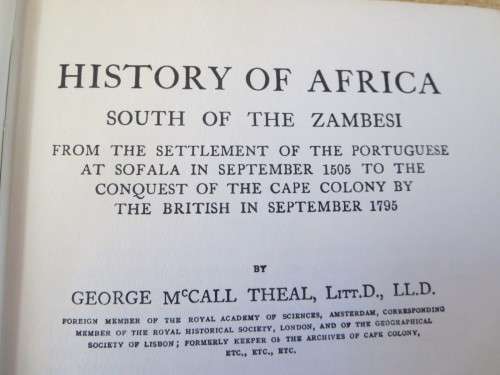 HISTORY OF AFRICA
SOUTH OF THE ZAMBESI
FROM THE SETTLEMENT OF THE PORTUGUESE
AT SOFALA IN SEPTEMBER 1505 TO THE
CONQUEST OF THE CAPE COLONY BY
THE BRITISH IN SEPTEMBER 1795
BY
GEORGE McCALL THEAL, LITT.D., LL.D.
FOREIGN MEMBER OF THE ROYAL ACADEMY OF SCIENCES, AMSTERDAM, CORRESPONDING
MEMBER OF THE ROYAL HISTORICAL SOCIETY, LONDON, AND OF THE GEOGRAPHICAL
SOCIETY OF LISBON; FORMERLY KEEPER OF THE ARCHIVES OF CAPE COLONY,
ETC., ETC., ETC.